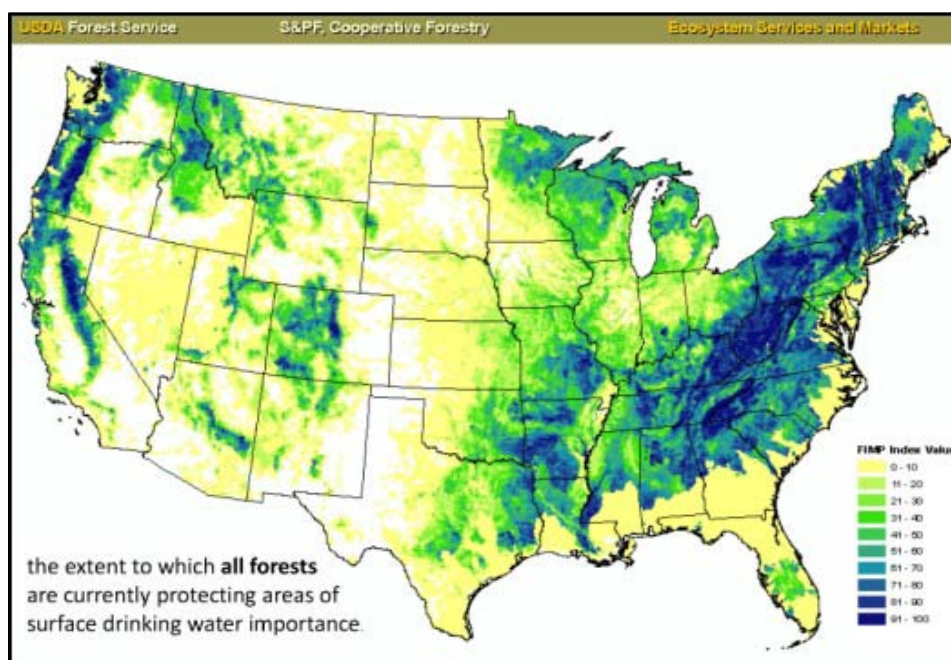 USDA Forest Service S&PF, Cooperative Forestry Ecosystem Services and Markets
FIMP Index Value
0 - 10
11 - 20
21 - 30
31 - 40
41 - 50
51 - 60
61 - 70
71 - 80
81 - 90
91 - 100
the extent to which all forests
are currently protecting areas of
surface drinking water importance.